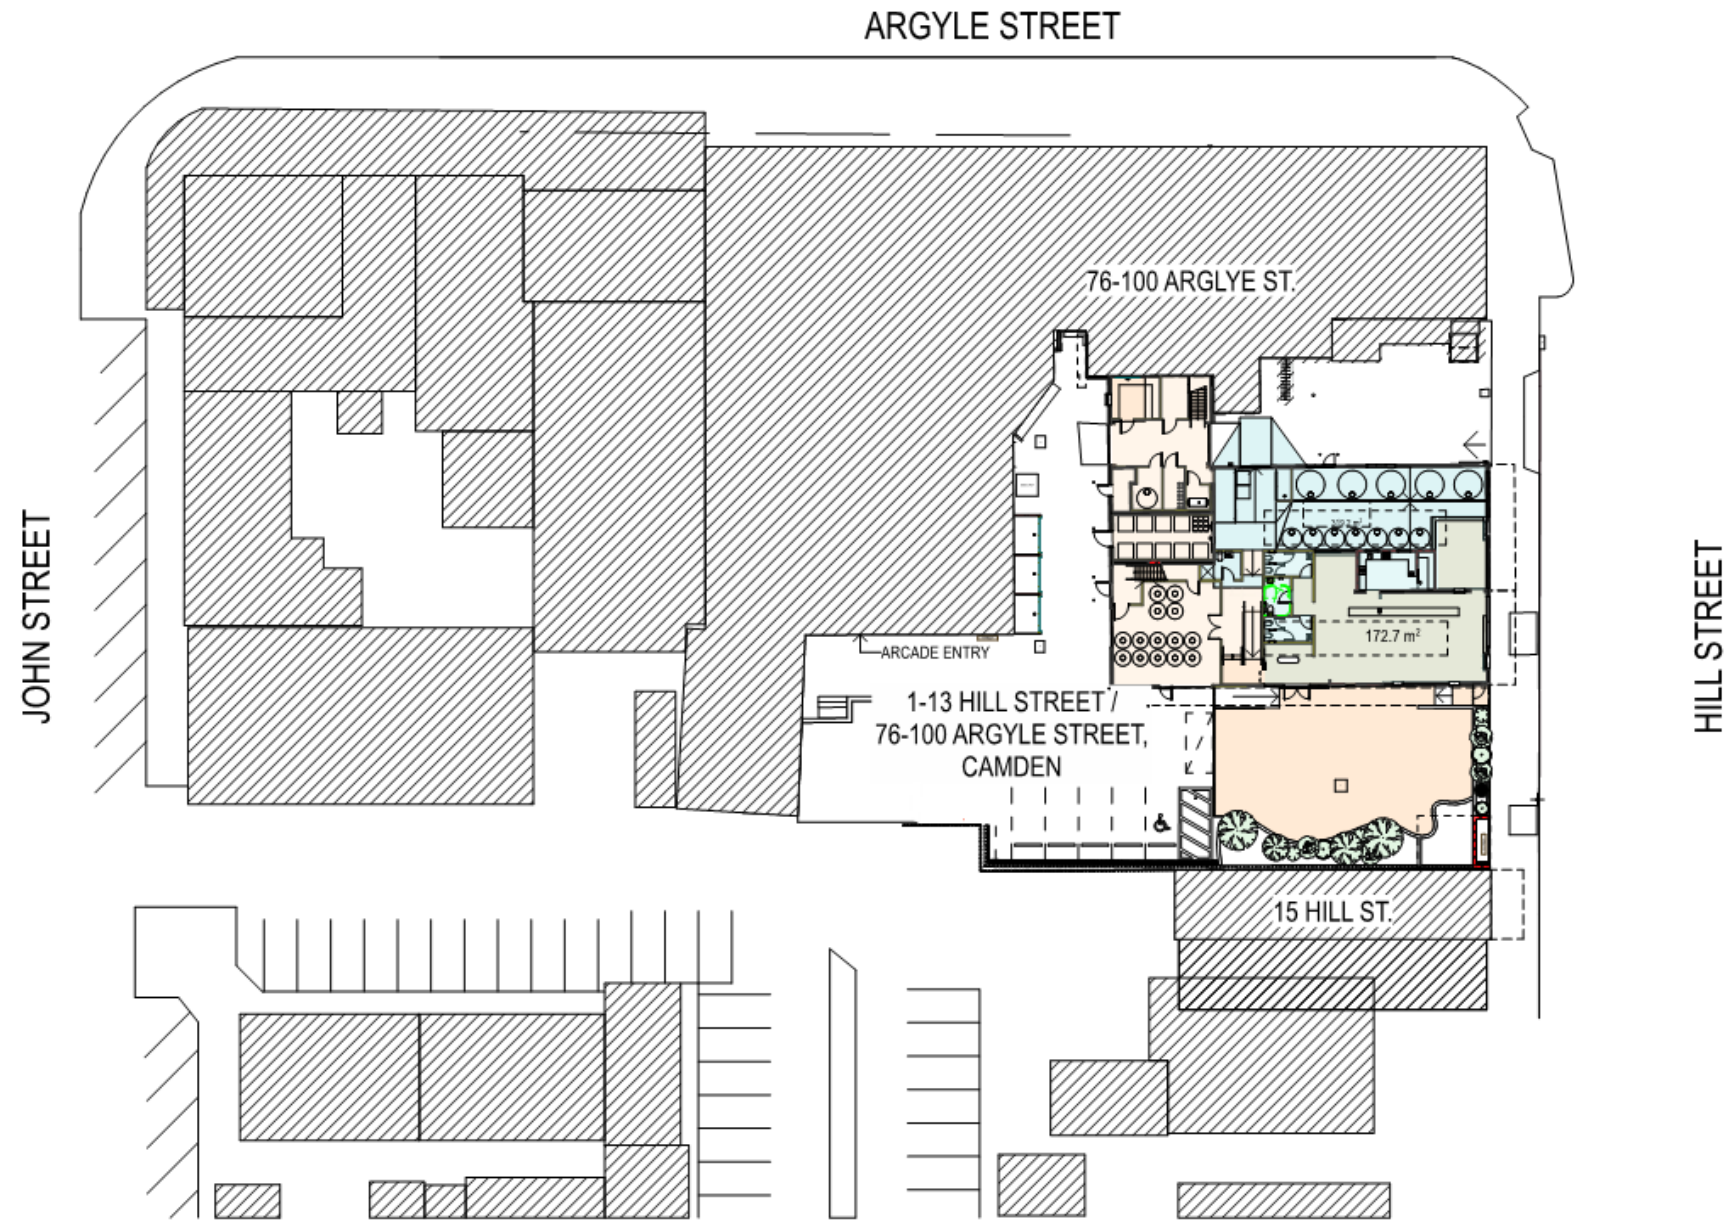 ARGYLE STREET
76-100 ARGLYE ST.
JOHN STREET
HILL STREET
172.7 m²
ARCADE ENTRY
1-13 HILL STREET /
76-100 ARGYLE STREET,
CAMDEN
15 HILL ST.